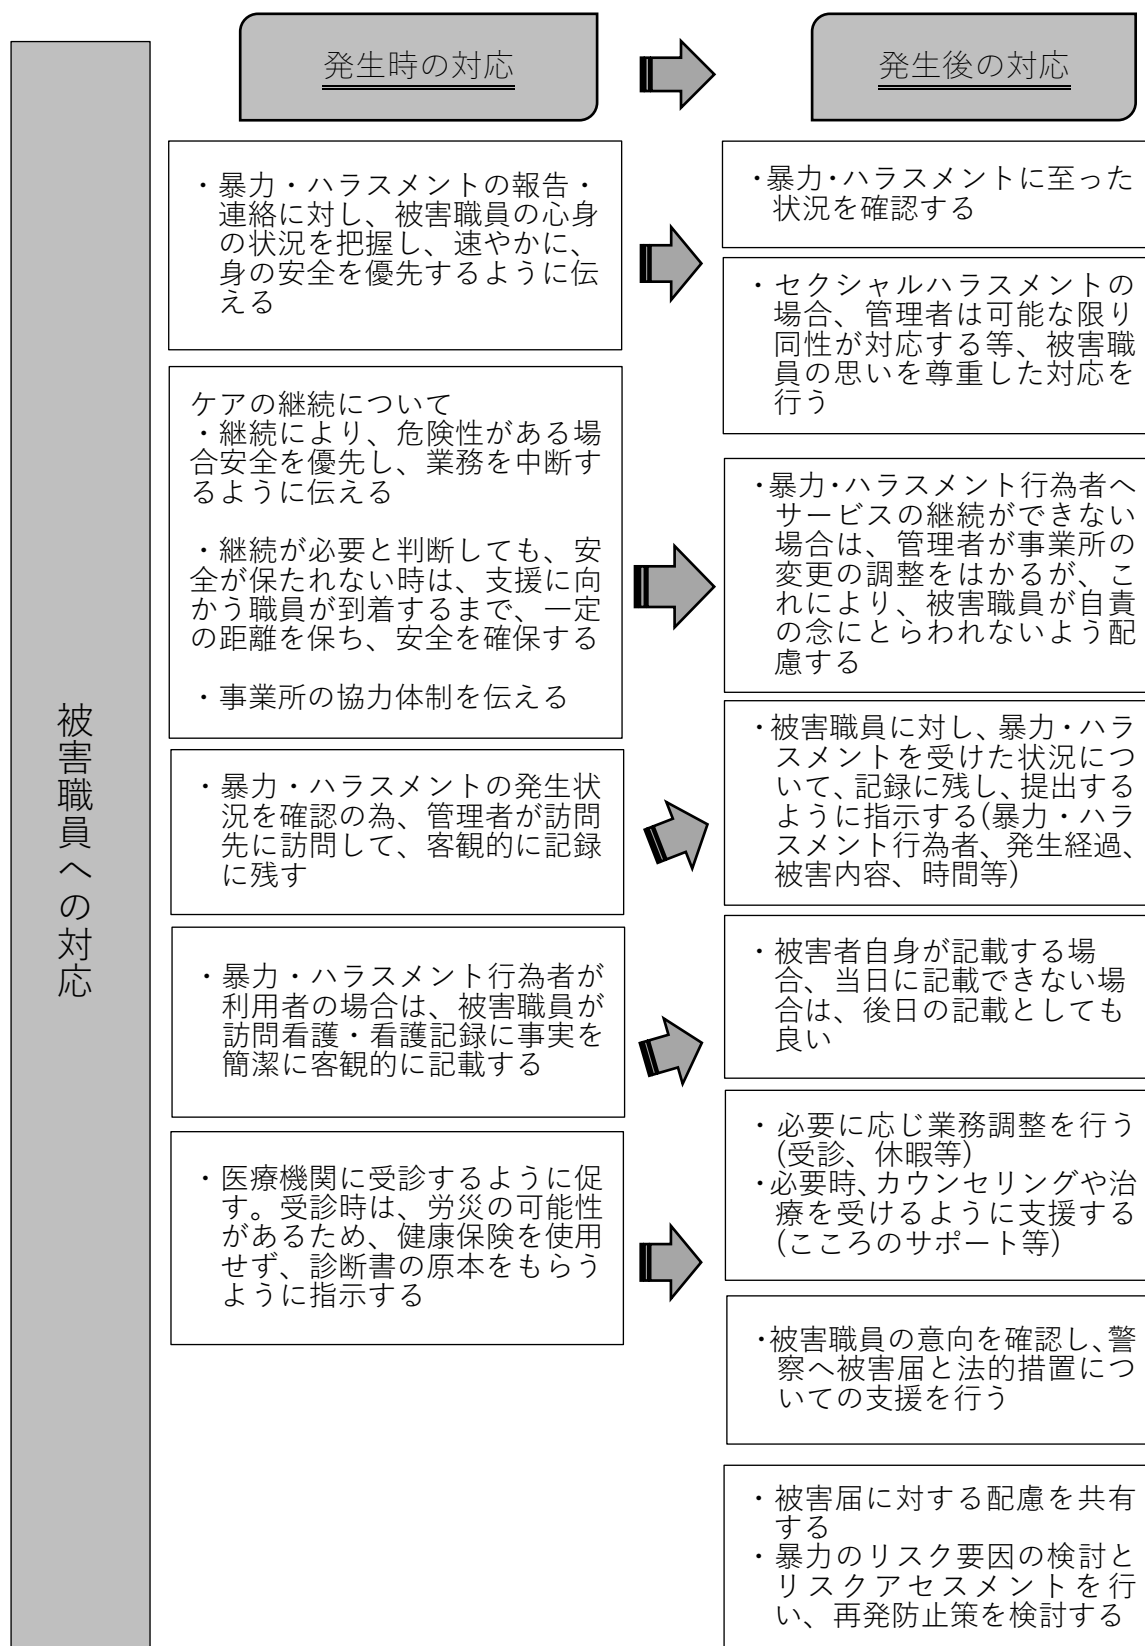 被害職員への対応
発生時の対応
発生後の対応
・暴力・ハラスメントの報告・
連絡に対し、被害職員の心身
の状況を把握し、速やかに、
身の安全を優先するように伝
える
ケアの継続について
・継続により、危険性がある場
合安全を優先し、業務を中断す
るように伝える
・継続が必要と判断しても、安
全が保たれない時は、支援に向
かう職員が到着するまで、一定
の距離を保ち、安全を確保する
・事業所の協力体制を伝える
・暴力・ハラスメントの発生状
況を確認の為、管理者が訪問
先に訪問して、客観的に記録
に残す
・暴力・ハラスメント行為者が
利用者の場合は、被害職員が
訪問看護・看護記録に事実を
簡潔に客観的に記載する
・医療機関に受診するように促
す。受診時は、労災の可能性
があるため、健康保険を使用
せず、診断書の原本をもらう
ように指示する
・暴力・ハラスメントに至った
状況を確認する
・セクシャルハラスメントの
場合、管理者は可能な限り
同性が対応する等、被害職
員の思いを尊重した対応を
行う
・暴力・ハラスメント行為者へ
サービスの継続ができない
場合は、管理者が事業所の
変更の調整をはかるが、こ
れにより、被害職員が自責
の念にとらわれないよう配
慮する
・被害職員に対し、暴力・ハラ
スメントを受けた状況につ
いて、記録に残し、提出する
ように指示する(暴力・ハラ
スメント行為者、発生経過、
被害内容、時間等)
・被害者自身が記載する場
合、当日に記載できない場
合は、後日の記載としても
良い
・必要に応じ業務調整を行う
(受診、休暇等)
・必要時、カウンセリングや治
療を受けるように支援する
(こころのサポート等)
・被害職員の意向を確認し、警
察へ被害届と法的措置につ
いての支援を行う
・被害届に対する配慮を共有
する
・暴力のリスク要因の検討と
リスクアセスメントを行
い、再発防止策を検討する